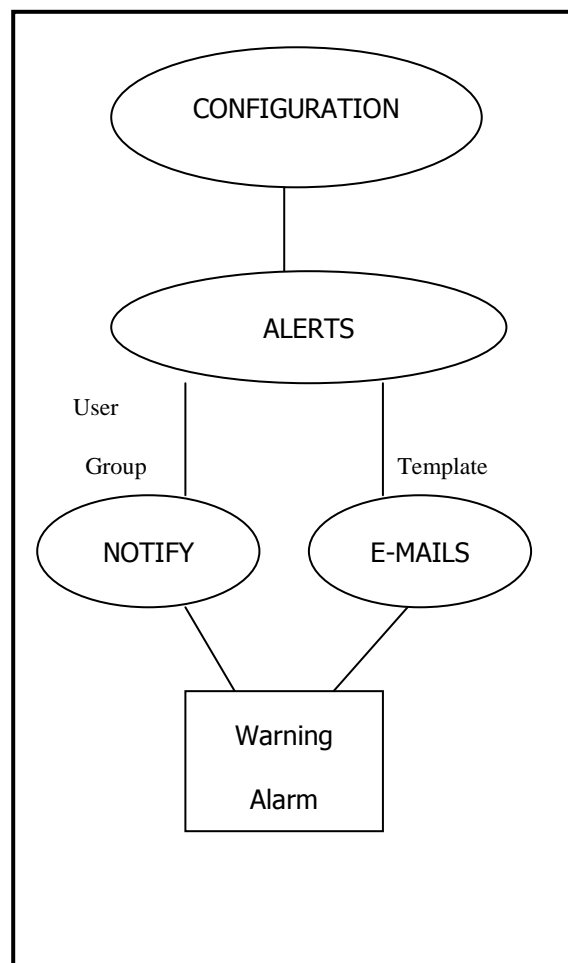 CONFIGURATION
ALERTS
User
Group
Template
NOTIFY
E-MAILS
Warning
Alarm